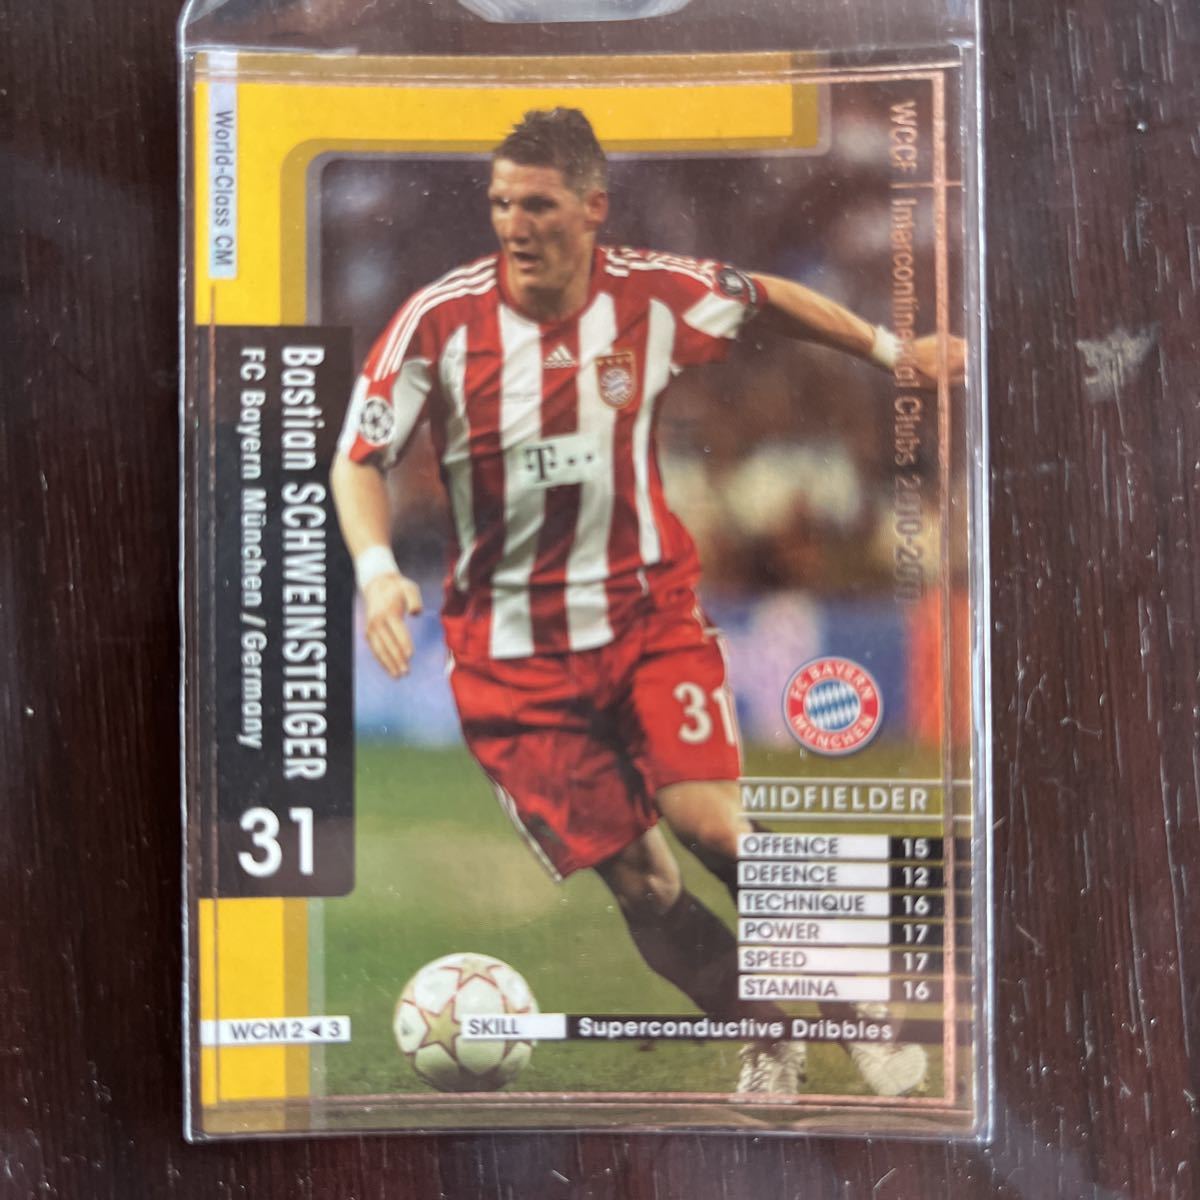 World-Class CM
WCCF | Intercontinental Clubs 2010-2011
Bastian SCHWEINSTEIGER
FC Bayern München / Germany
31
adidas
T··
31
FC BAYERN
MÜNCHEN
MIDFIELDER
OFFENCE 15
DEFENCE 12
TECHNIQUE 16
POWER 17
SPEED 17
STAMINA 16
WCM 2◄3
SKILL Superconductive Dribbles